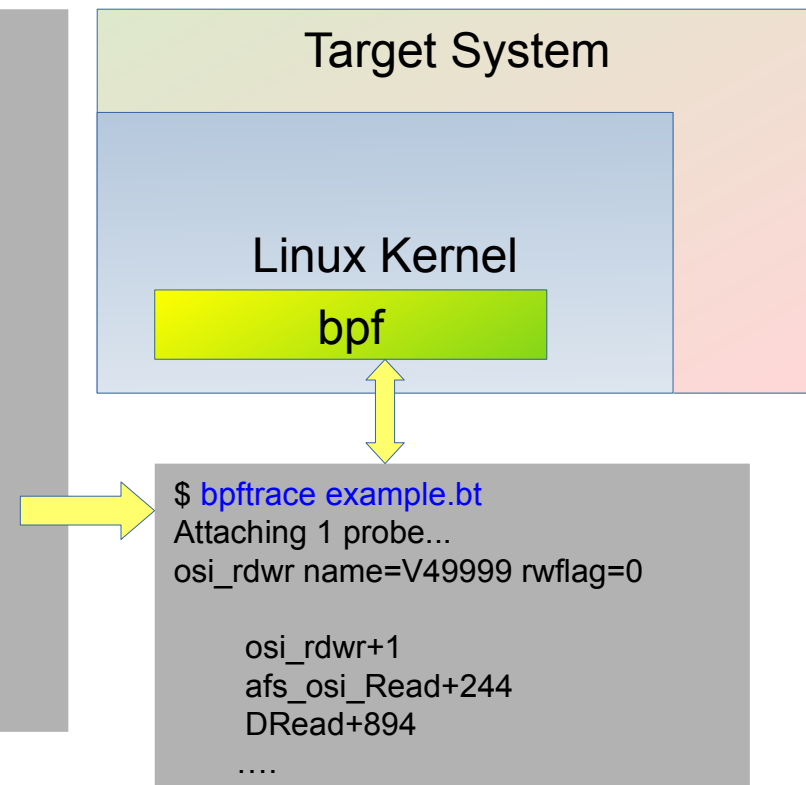 Target System
Linux Kernel
bpf
$ bpftrace example.bt
Attaching 1 probe...
osi_rdwr name=V49999 rwflag=0
osi_rdwr+1
afs_osi_Read+244
DRead+894
....